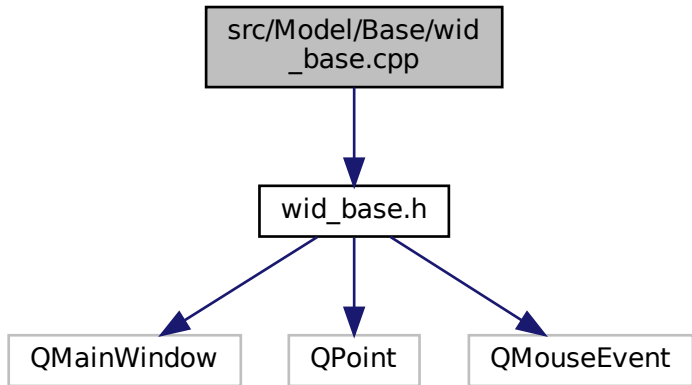 src/Model/Base/wid
_base.cpp
wid_base.h
QMainWindow
QPoint
QMouseEvent